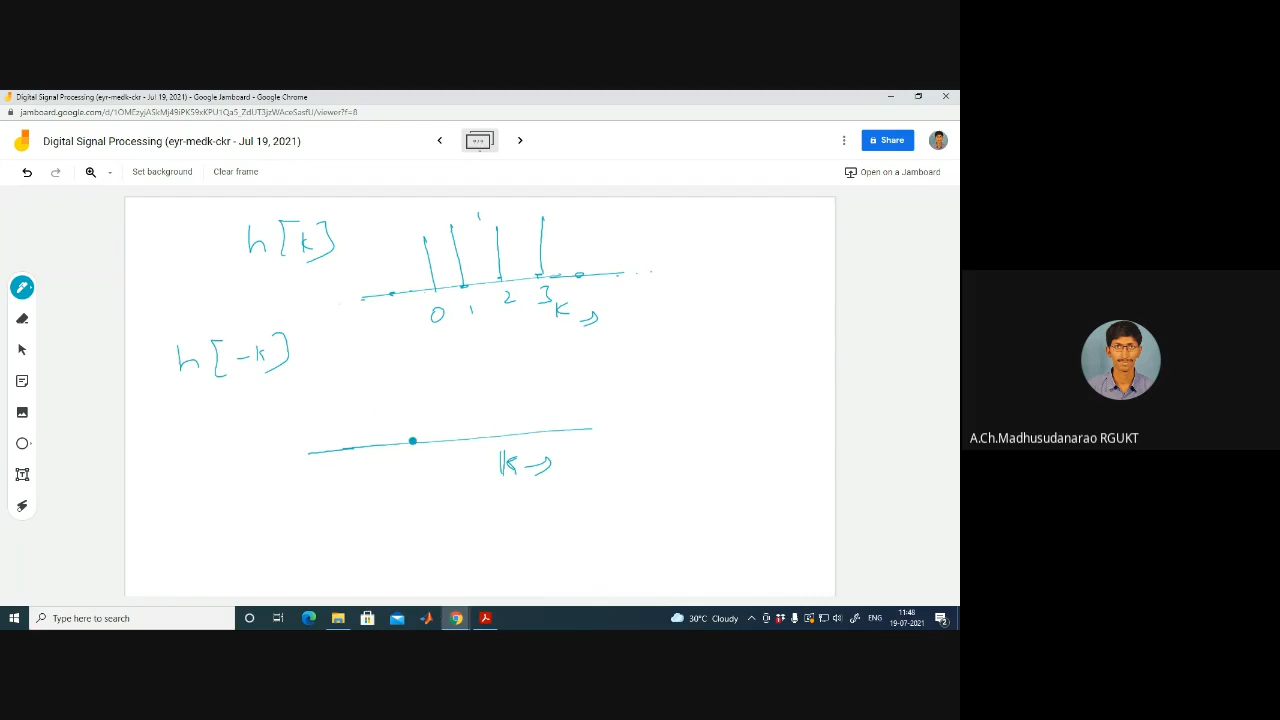 Digital Signal Processing (eyr-medk-ckr - Jul 19, 2021) - Google Jamboard - Google Chrome
Digital Signal Processing (eyr-medk-ckr - Jul 19, 2021)
Share
Set background
Clear frame
Open on a Jamboard
h[k]
0 1 2 3
k →
h[-k]
k →
A.Ch.Madhusudanarao RGUKT
Type here to search
30°C Cloudy
ENG
11:48
19-07-2021
2